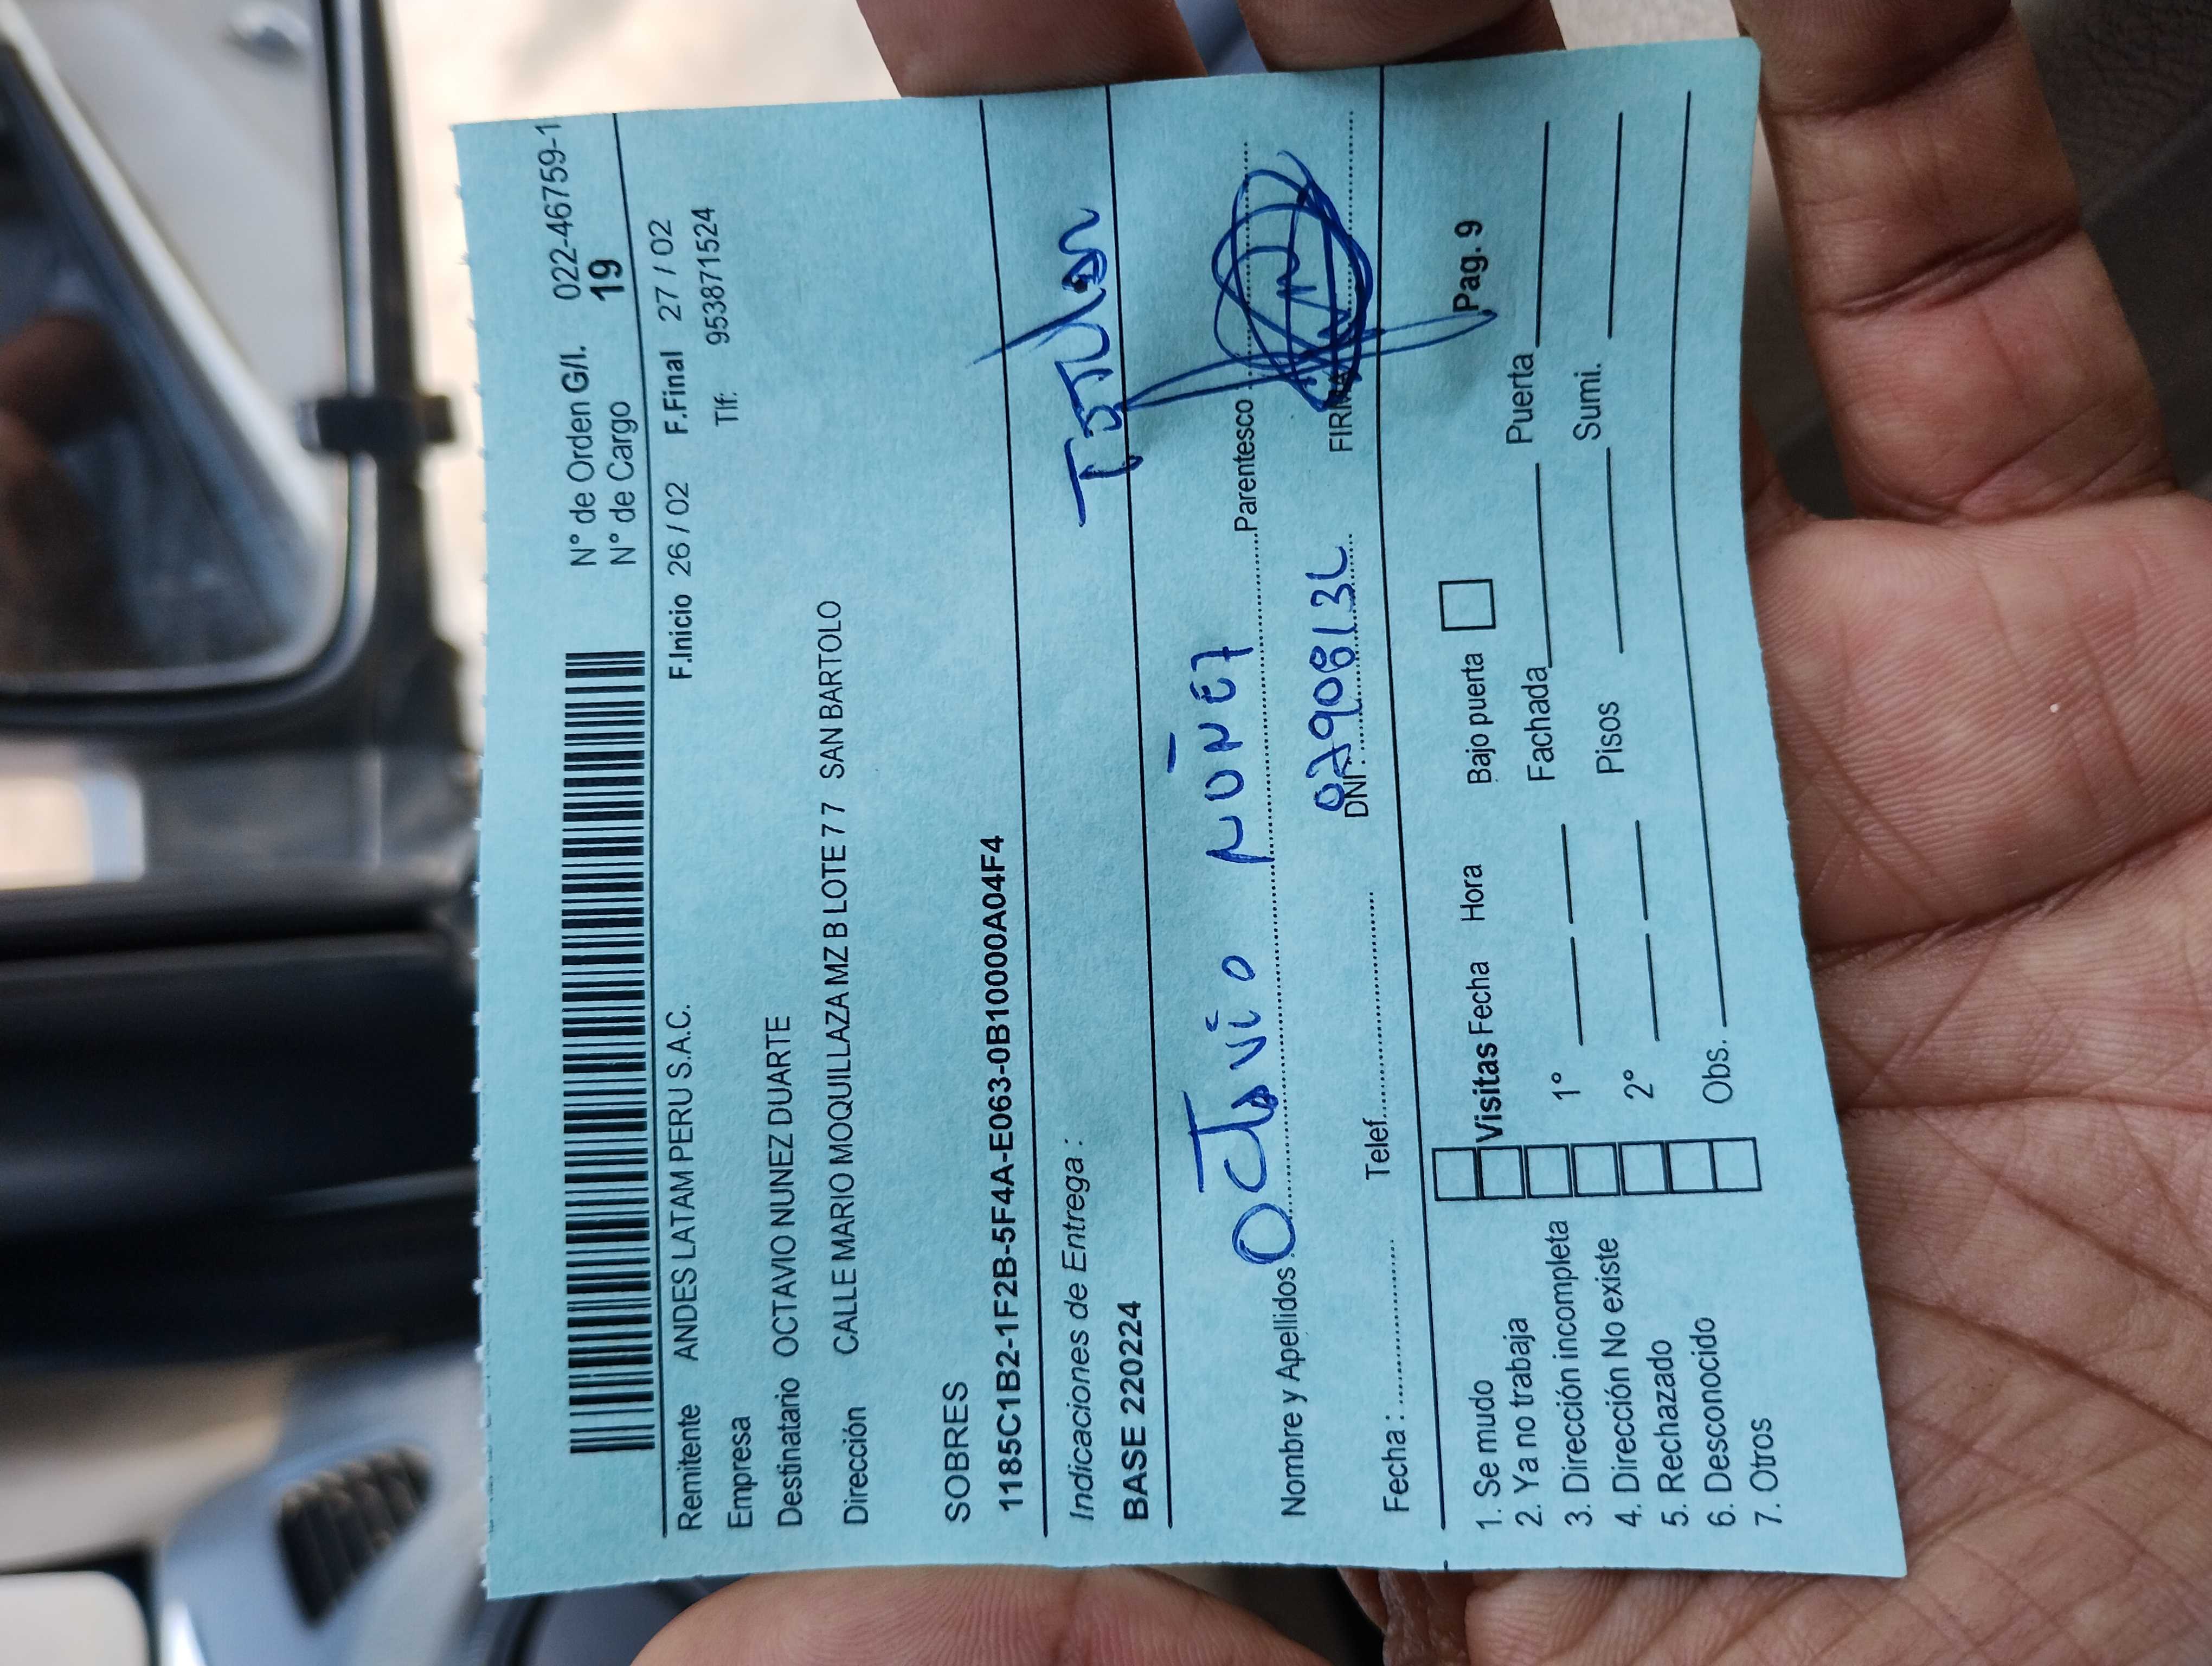 N° de Orden G/I. 022-46759-1
N° de Cargo 19
Remitente ANDES LATAM PERU S.A.C. F.Inicio 26 / 02 F.Final 27 / 02
Empresa Tlf: 953871524
Destinatario OCTAVIO NUNEZ DUARTE
Dirección CALLE MARIO MOQUILLAZA MZ B LOTE 7 7 SAN BARTOLO
SOBRES
1185C1B2-1F2B-5F4A-E063-0B10000A04F4
Indicaciones de Entrega :
BASE 220224
Nombre y Apellidos Octavio NÚÑEZ Parentesco
Fecha : Telef. DNI: FIRMA
Pag. 9
1. Se mudo Visitas Fecha Hora Bajo puerta
2. Ya no trabaja
3. Dirección incompleta 1° Fachada Puerta
4. Dirección No existe
5. Rechazado 2° Pisos Sumi.
6. Desconocido
7. Otros Obs.